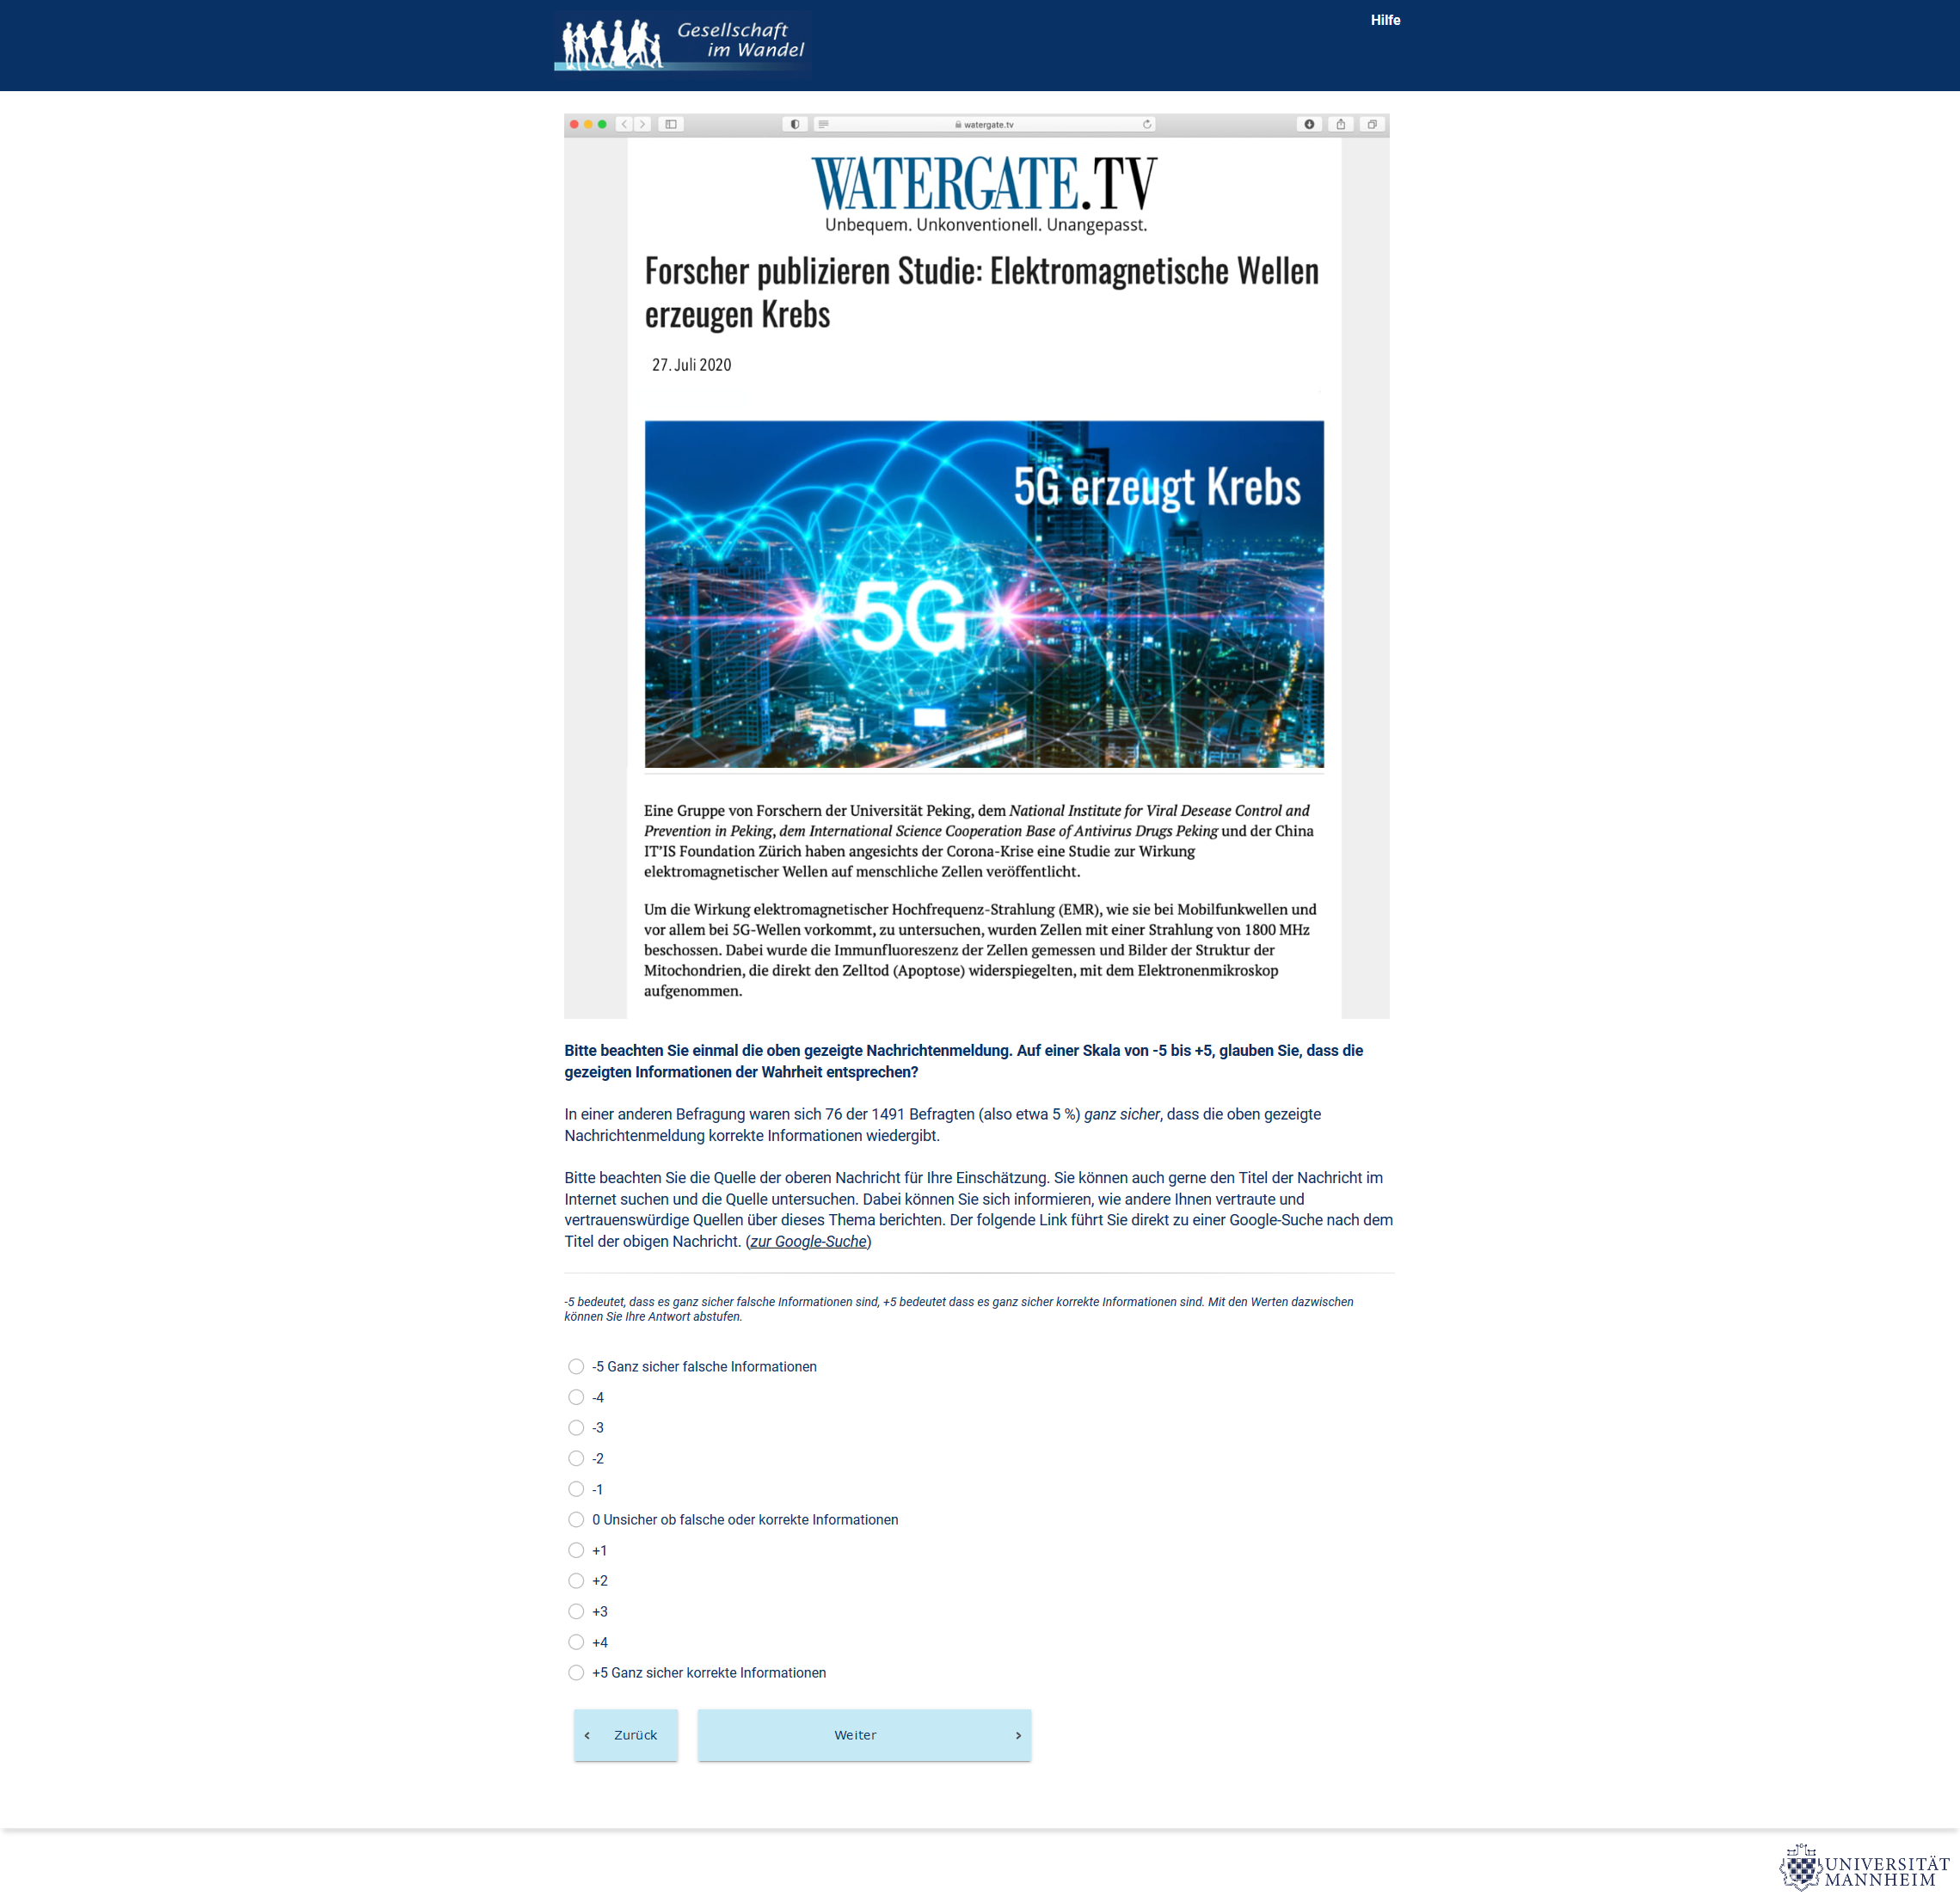 Gesellschaft
im Wandel
Hilfe
watergate.tv
WATERGATE.TV
Unbequem. Unkonventionell. Unangepasst.
Forscher publizieren Studie: Elektromagnetische Wellen
erzeugen Krebs
27. Juli 2020
5G erzeugt Krebs
5G
Eine Gruppe von Forschern der Universität Peking, dem National Institute for Viral Desease Control and
Prevention in Peking, dem International Science Cooperation Base of Antivirus Drugs Peking und der China
IT’IS Foundation Zürich haben angesichts der Corona-Krise eine Studie zur Wirkung
elektromagnetischer Wellen auf menschliche Zellen veröffentlicht.
Um die Wirkung elektromagnetischer Hochfrequenz-Strahlung (EMR), wie sie bei Mobilfunkwellen und
vor allem bei 5G-Wellen vorkommt, zu untersuchen, wurden Zellen mit einer Strahlung von 1800 MHz
beschossen. Dabei wurde die Immunfluoreszenz der Zellen gemessen und Bilder der Struktur der
Mitochondrien, die direkt den Zelltod (Apoptose) widerspiegelten, mit dem Elektronenmikroskop
aufgenommen.
Bitte beachten Sie einmal die oben gezeigte Nachrichtenmeldung. Auf einer Skala von -5 bis +5, glauben Sie, dass die
gezeigten Informationen der Wahrheit entsprechen?
In einer anderen Befragung waren sich 76 der 1491 Befragten (also etwa 5 %) ganz sicher, dass die oben gezeigte
Nachrichtenmeldung korrekte Informationen wiedergibt.
Bitte beachten Sie die Quelle der oberen Nachricht für Ihre Einschätzung. Sie können auch gerne den Titel der Nachricht im
Internet suchen und die Quelle untersuchen. Dabei können Sie sich informieren, wie andere Ihnen vertraute und
vertrauenswürdige Quellen über dieses Thema berichten. Der folgende Link führt Sie direkt zu einer Google-Suche nach dem
Titel der obigen Nachricht. (zur Google-Suche)
-5 bedeutet, dass es ganz sicher falsche Informationen sind, +5 bedeutet dass es ganz sicher korrekte Informationen sind. Mit den Werten dazwischen
können Sie Ihre Antwort abstufen.
-5 Ganz sicher falsche Informationen
-4
-3
-2
-1
0 Unsicher ob falsche oder korrekte Informationen
+1
+2
+3
+4
+5 Ganz sicher korrekte Informationen
Zurück
Weiter
UNIVERSITÄT
MANNHEIM